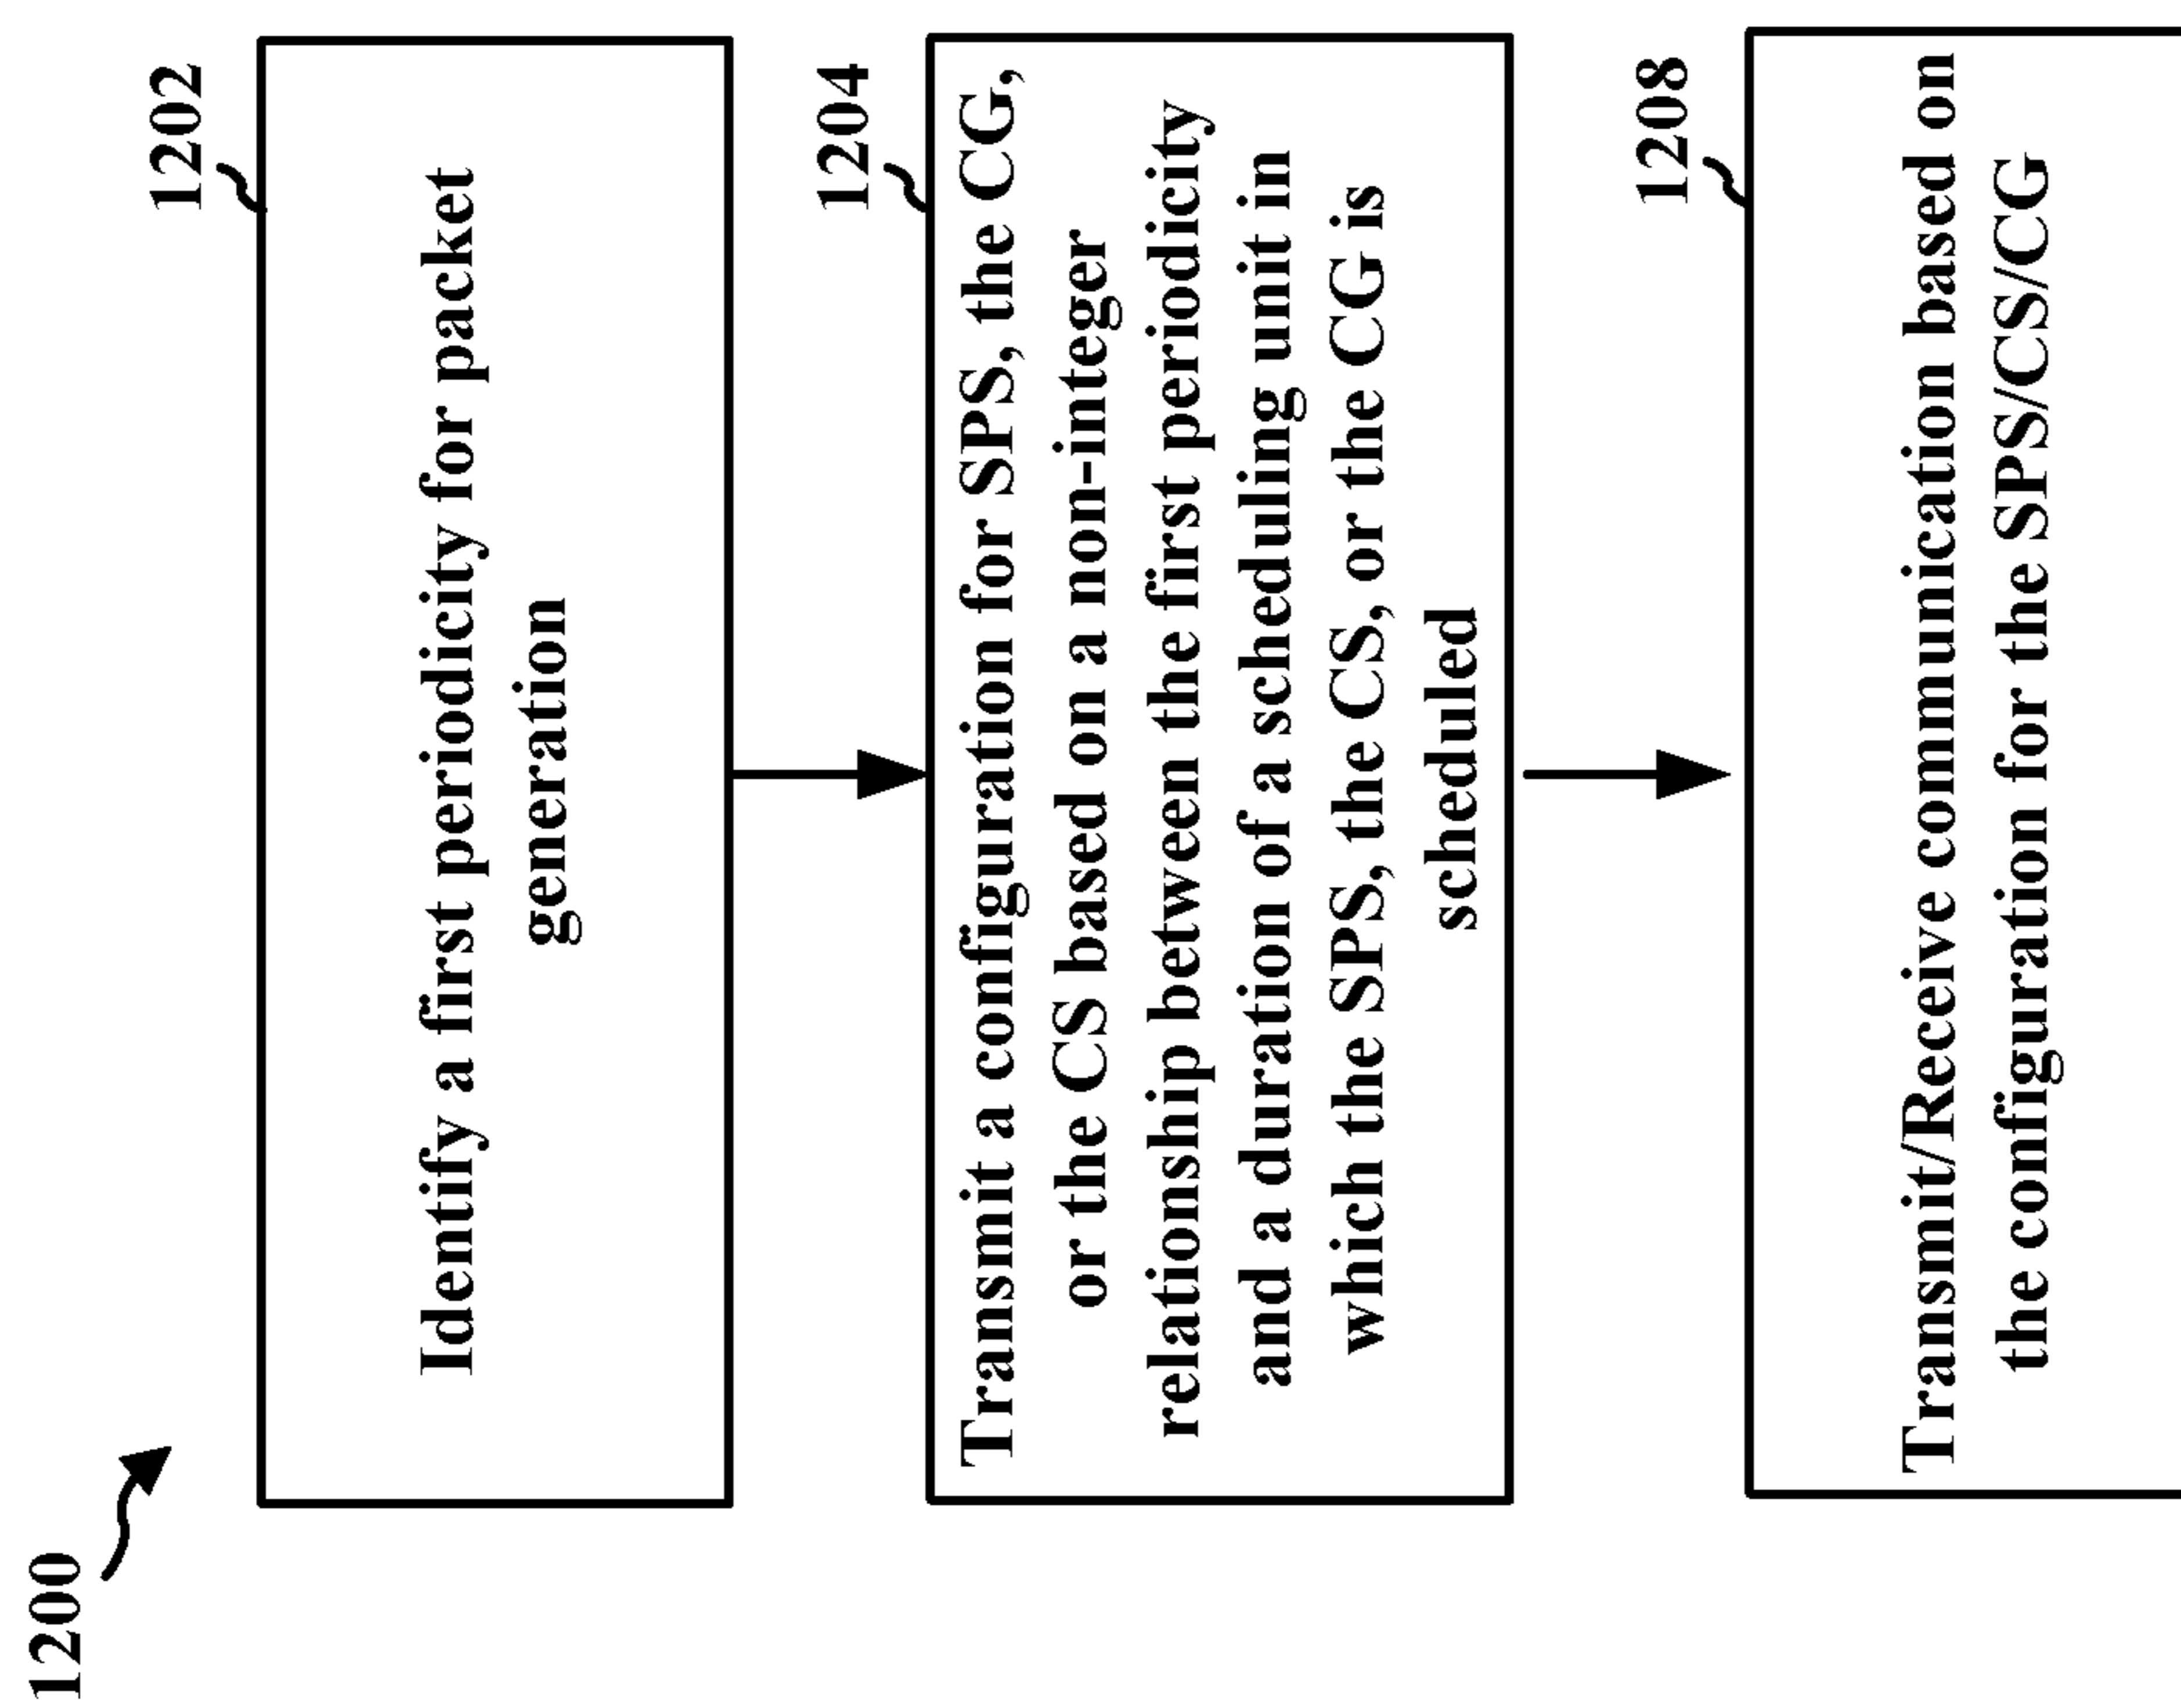 1200
1202
Identify a first periodicity for packet
generation
1204
Transmit a configuration for SPS, the CG,
or the CS based on a non-integer
relationship between the first periodicity
and a duration of a scheduling unit in
which the SPS, the CS, or the CG is
scheduled
1208
Transmit/Receive communication based on
the configuration for the SPS/CS/CG